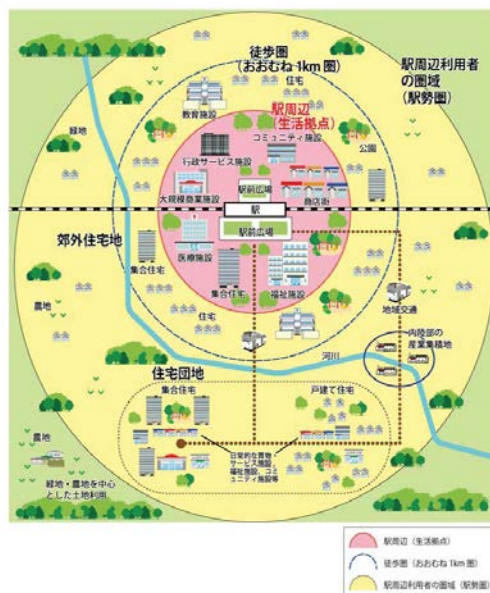 徒歩圏
(おおむね1km圏)
駅周辺利用者
の圏域
(駅勢圏)
住宅
教育施設
緑地
駅周辺
(生活拠点)
コミュニティ施設
行政サービス施設
公園
大規模商業施設
駅前広場
商店街
駅
駅前広場
郊外住宅地
医療施設
集合住宅
集合住宅
福祉施設
農地
住宅
地域交通
内陸部の
産業集積地
河川
住宅団地
集合住宅
戸建て住宅
日常的な買物
サービス施設、
福祉施設、コミ
ュニティ施設等
農地
緑地・農地を中心
とした土地利用
駅周辺(生活拠点)
徒歩圏(おおむね1km圏)
駅周辺利用者の圏域(駅勢圏)